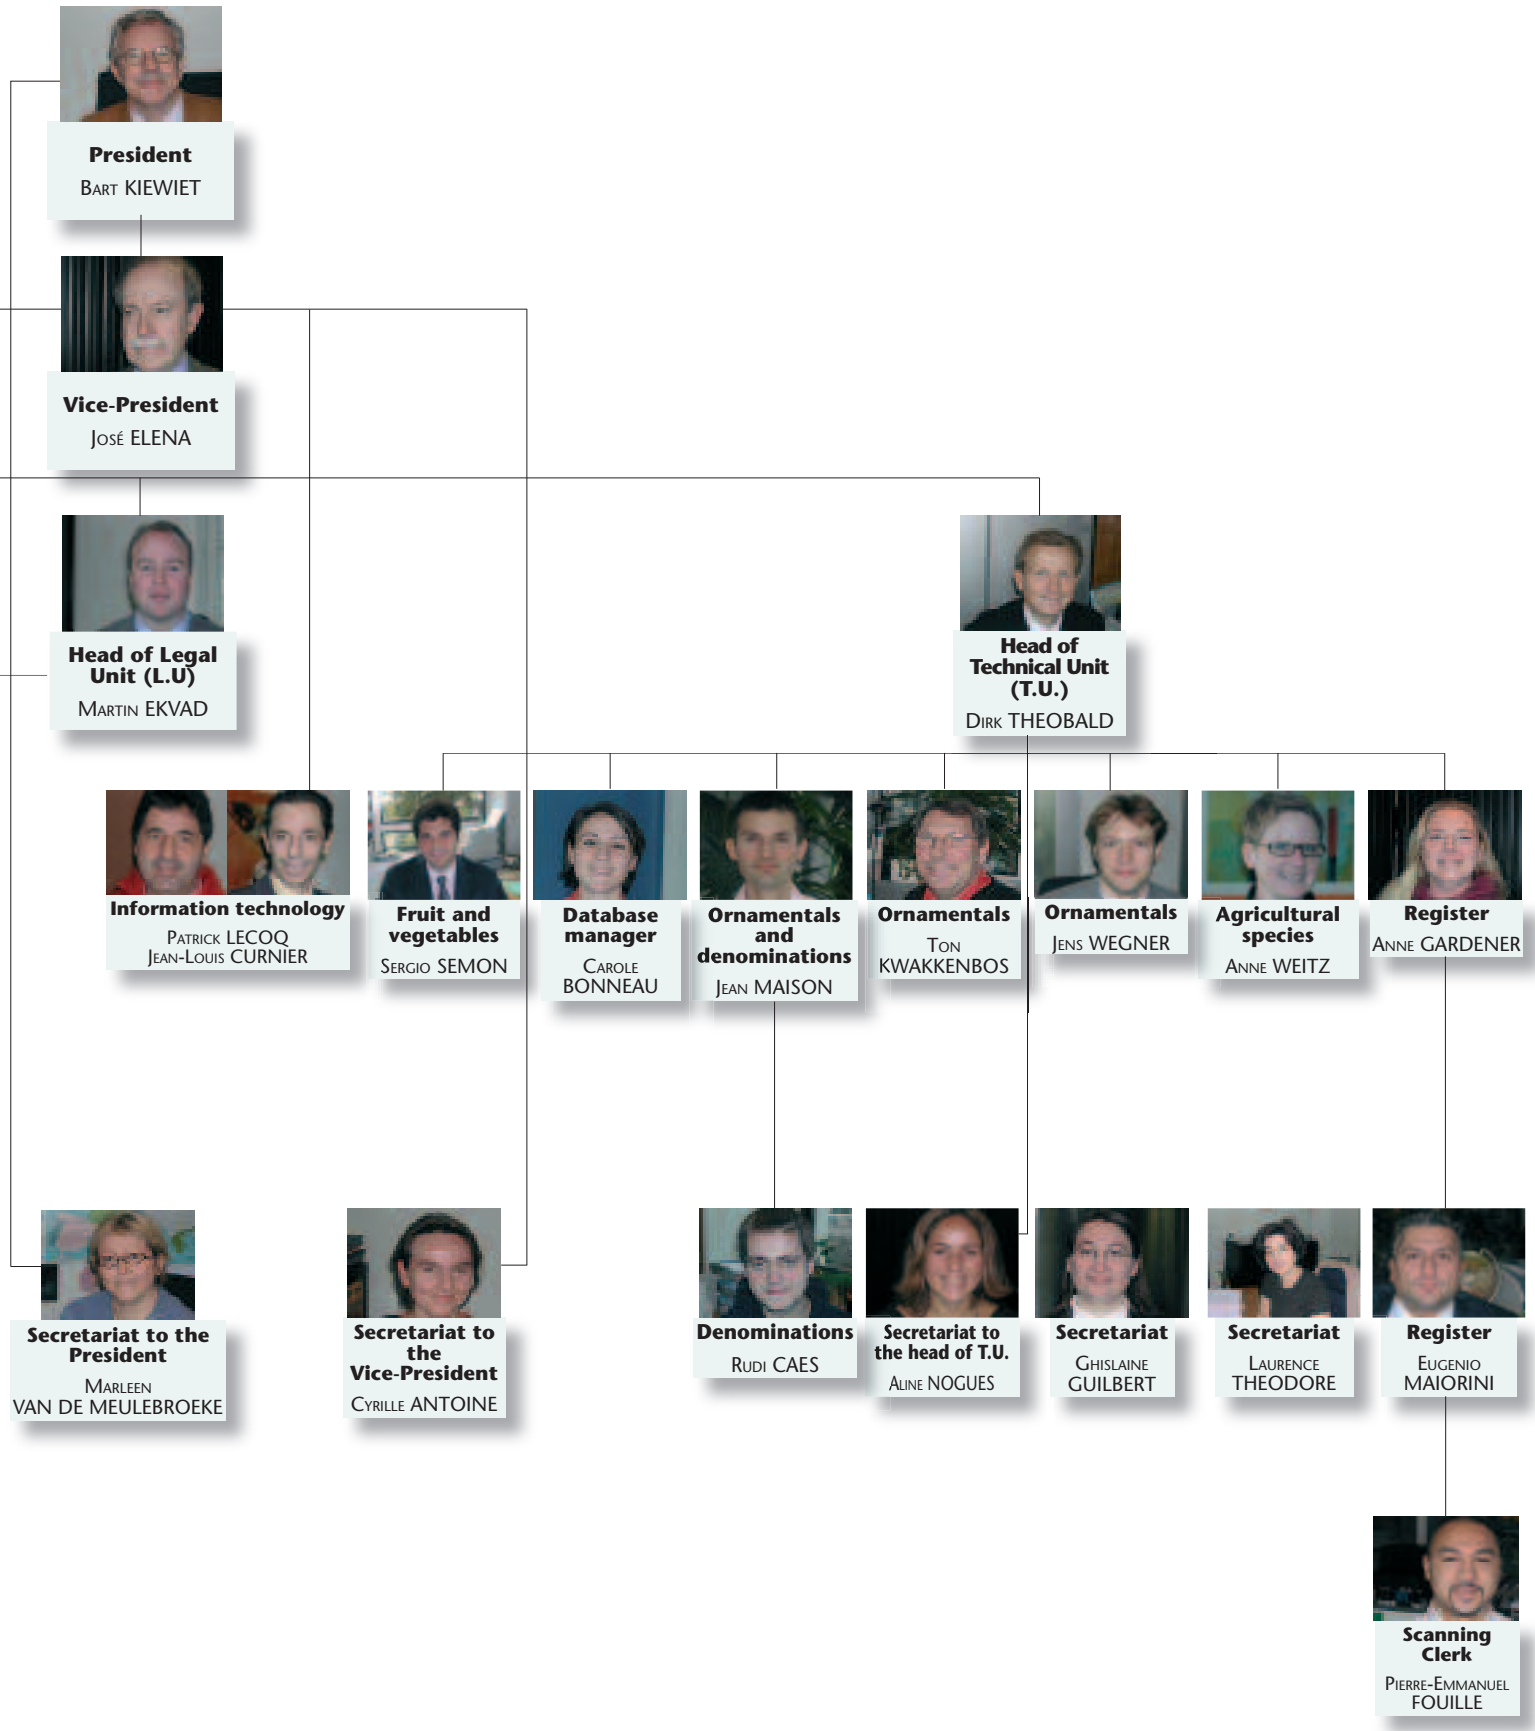 President
Bart KIEWIET
Vice-President
José ELENA
Head of Legal
Unit (L.U)
Martin EKVAD
Head of
Technical Unit
(T.U.)
Dirk THEOBALD
Information technology
Patrick LECOQ
Jean-Louis CURNIER
Fruit and
vegetables
Sergio SEMON
Database
manager
Carole
BONNEAU
Ornamentals
and
denominations
Jean MAISON
Ornamentals
Ton
KWAKKENBOS
Ornamentals
Jens WEGNER
Agricultural
species
Anne WEITZ
Register
Anne GARDENER
Secretariat to the
President
Marleen
VAN DE MEULEBROEKE
Secretariat to
the
Vice-President
Cyrille ANTOINE
Denominations
Rudi CAES
Secretariat to
the head of T.U.
Aline NOGUES
Secretariat
Ghislaine
GUILBERT
Secretariat
Laurence
THEODORE
Register
Eugenio
MAIORINI
Scanning
Clerk
Pierre-Emmanuel
FOUILLE